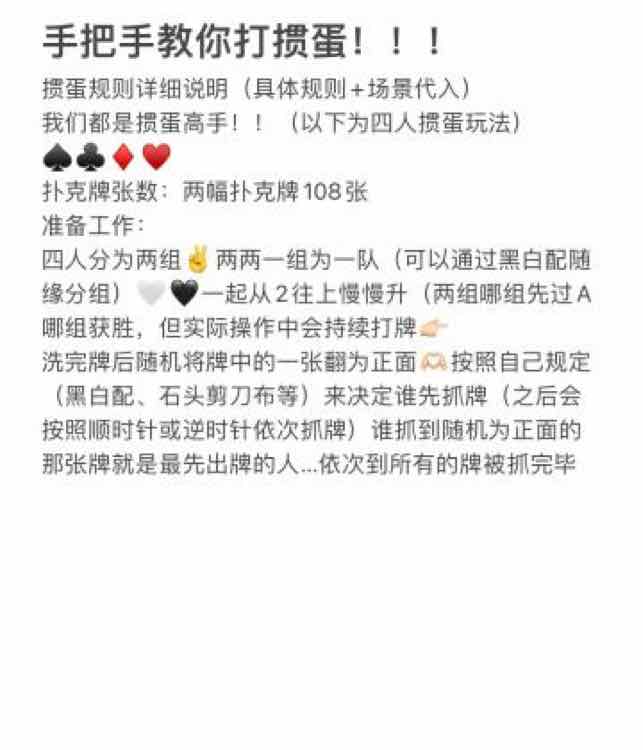 手把手教你打掼蛋！！！
掼蛋规则详细说明（具体规则+场景代入）
我们都是掼蛋高手！！（以下为四人掼蛋玩法）
♠️♣️♦️♥️
扑克牌张数：两幅扑克牌108张
准备工作：
四人分为两组✌️两两一组为一队（可以通过黑白配随
缘分组）🤍🖤一起从2往上慢慢升（两组哪组先过A
哪组获胜，但实际操作中会持续打牌👉🏻
洗完牌后随机将牌中的一张翻为正面🫶🏻按照自己规定
（黑白配、石头剪刀布等）来决定谁先抓牌（之后会
按照顺时针或逆时针依次抓牌）谁抓到随机为正面的
那张牌就是最先出牌的人...依次到所有的牌被抓完毕